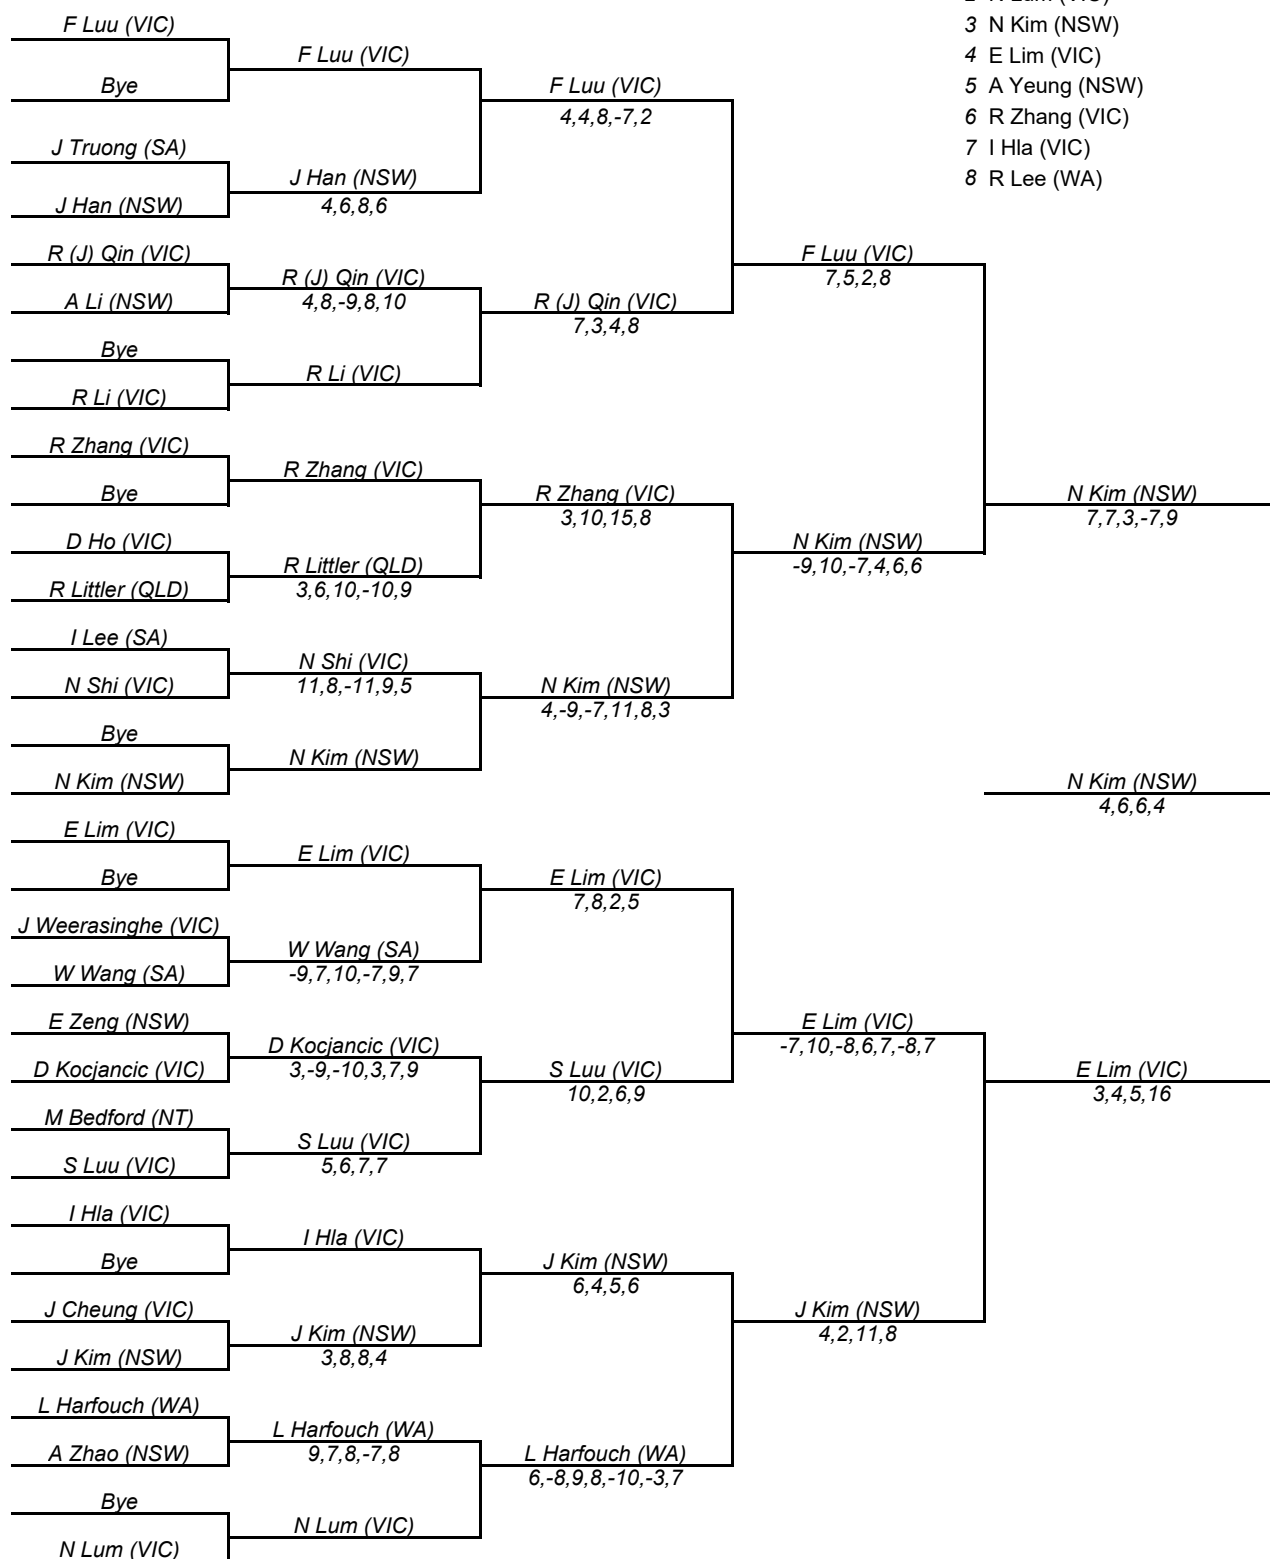 F Luu (VIC)
Bye
J Truong (SA)
J Han (NSW)
R (J) Qin (VIC)
A Li (NSW)
Bye
R Li (VIC)
R Zhang (VIC)
Bye
D Ho (VIC)
R Littler (QLD)
I Lee (SA)
N Shi (VIC)
Bye
N Kim (NSW)
E Lim (VIC)
Bye
J Weerasinghe (VIC)
W Wang (SA)
E Zeng (NSW)
D Kocjancic (VIC)
M Bedford (NT)
S Luu (VIC)
I Hla (VIC)
Bye
J Cheung (VIC)
J Kim (NSW)
L Harfouch (WA)
A Zhao (NSW)
Bye
N Lum (VIC)
F Luu (VIC)
J Han (NSW)
4,6,8,6
R (J) Qin (VIC)
4,8,-9,8,10
R Li (VIC)
R Zhang (VIC)
R Littler (QLD)
3,6,10,-10,9
N Shi (VIC)
11,8,-11,9,5
N Kim (NSW)
E Lim (VIC)
W Wang (SA)
-9,7,10,-7,9,7
D Kocjancic (VIC)
3,-9,-10,3,7,9
S Luu (VIC)
5,6,7,7
I Hla (VIC)
J Kim (NSW)
3,8,8,4
L Harfouch (WA)
9,7,8,-7,8
N Lum (VIC)
F Luu (VIC)
4,4,8,-7,2
R (J) Qin (VIC)
7,3,4,8
R Zhang (VIC)
3,10,15,8
N Kim (NSW)
4,-9,-7,11,8,3
E Lim (VIC)
7,8,2,5
S Luu (VIC)
10,2,6,9
J Kim (NSW)
6,4,5,6
L Harfouch (WA)
6,-8,9,8,-10,-3,7
F Luu (VIC)
7,5,2,8
N Kim (NSW)
-9,10,-7,4,6,6
E Lim (VIC)
-7,10,-8,6,7,-8,7
J Kim (NSW)
4,2,11,8
3 N Kim (NSW)
4 E Lim (VIC)
5 A Yeung (NSW)
6 R Zhang (VIC)
7 I Hla (VIC)
8 R Lee (WA)
N Kim (NSW)
7,7,3,-7,9
N Kim (NSW)
4,6,6,4
E Lim (VIC)
3,4,5,16